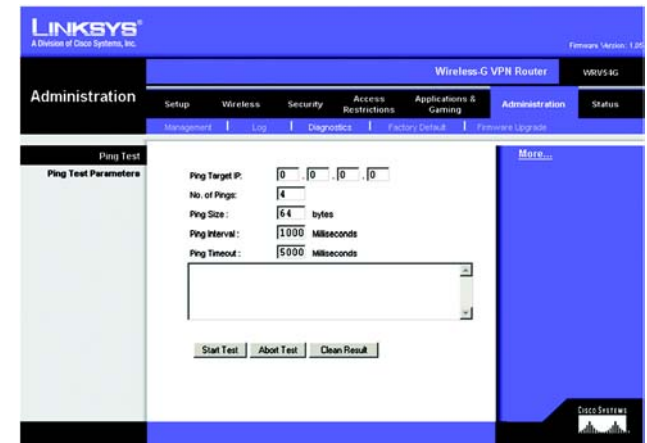 LINKSYS®
A Division of Cisco Systems, Inc.
Firmware Version: 1.05
Wireless-G VPN Router WRV54G
Administration
Setup Wireless Security Access Restrictions Applications & Gaming Administration Status
Management | Log | Diagnostics | Factory Default | Firmware Upgrade
Ping Test
Ping Test Parameters
Ping Target IP: 0 . 0 . 0 . 0
No. of Pings: 4
Ping Size : 64 bytes
Ping Interval : 1000 Milliseconds
Ping Timeout : 5000 Milliseconds
Start Test Abort Test Clean Result
More...
CISCO SYSTEMS